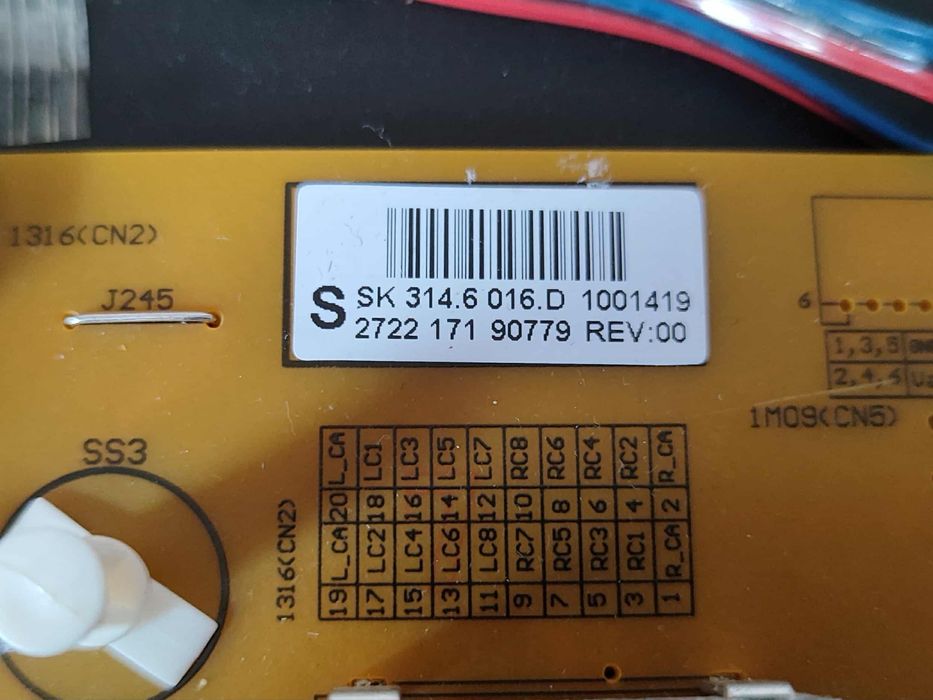 1316(CN2)
J245
S
SK 314.6 016.D 1001419
2722 171 90779 REV:00
6
1,3,5
2,4,6
1M09(CN5)
SS3
1316(CN2)
L_CA LC1 LC3 LC5 LC7 RC8 RC6 RC4 RC2 R_CA
20 18 16 14 12 10 8 6 4 2
L_CA LC2 LC4 LC6 LC8 RC7 RC5 RC3 RC1 R_CA
19 17 15 13 11 9 7 5 3 1